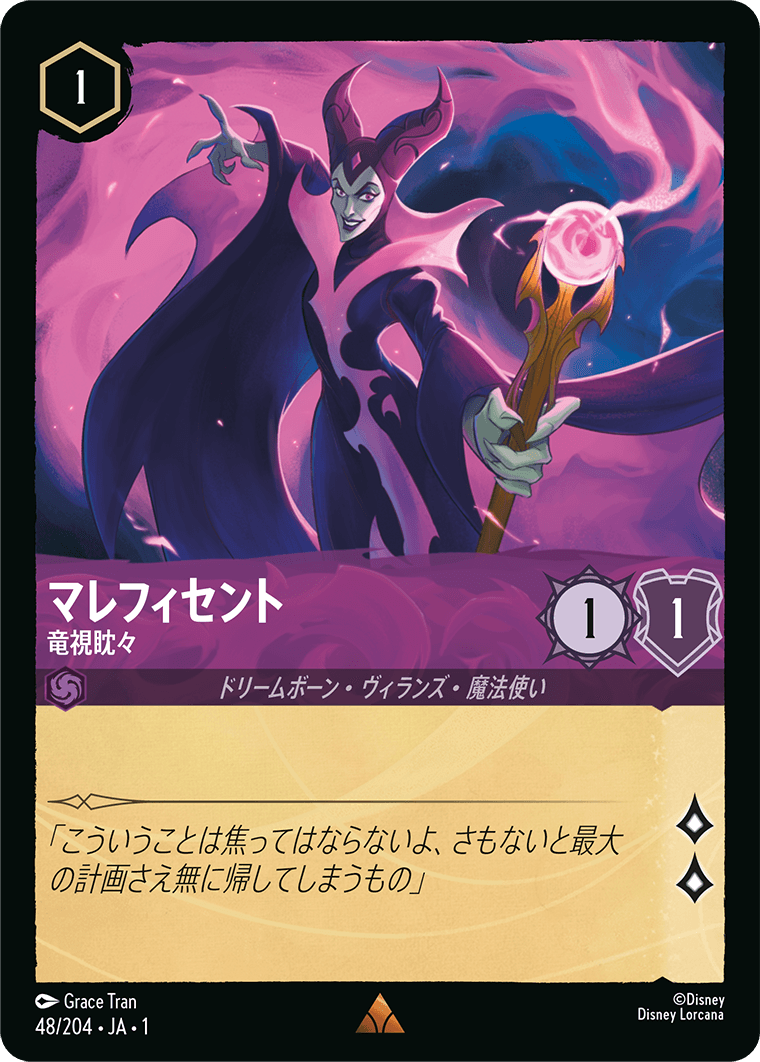 1
マレフィセント
竜視眈々
1
1
ドリームボーン・ヴィランズ・魔法使い
「こういうことは焦ってはならないよ、さもないと最大
の計画さえ無に帰してしまうもの」
Grace Tran
©Disney
48/204・JA・1
Disney Lorcana